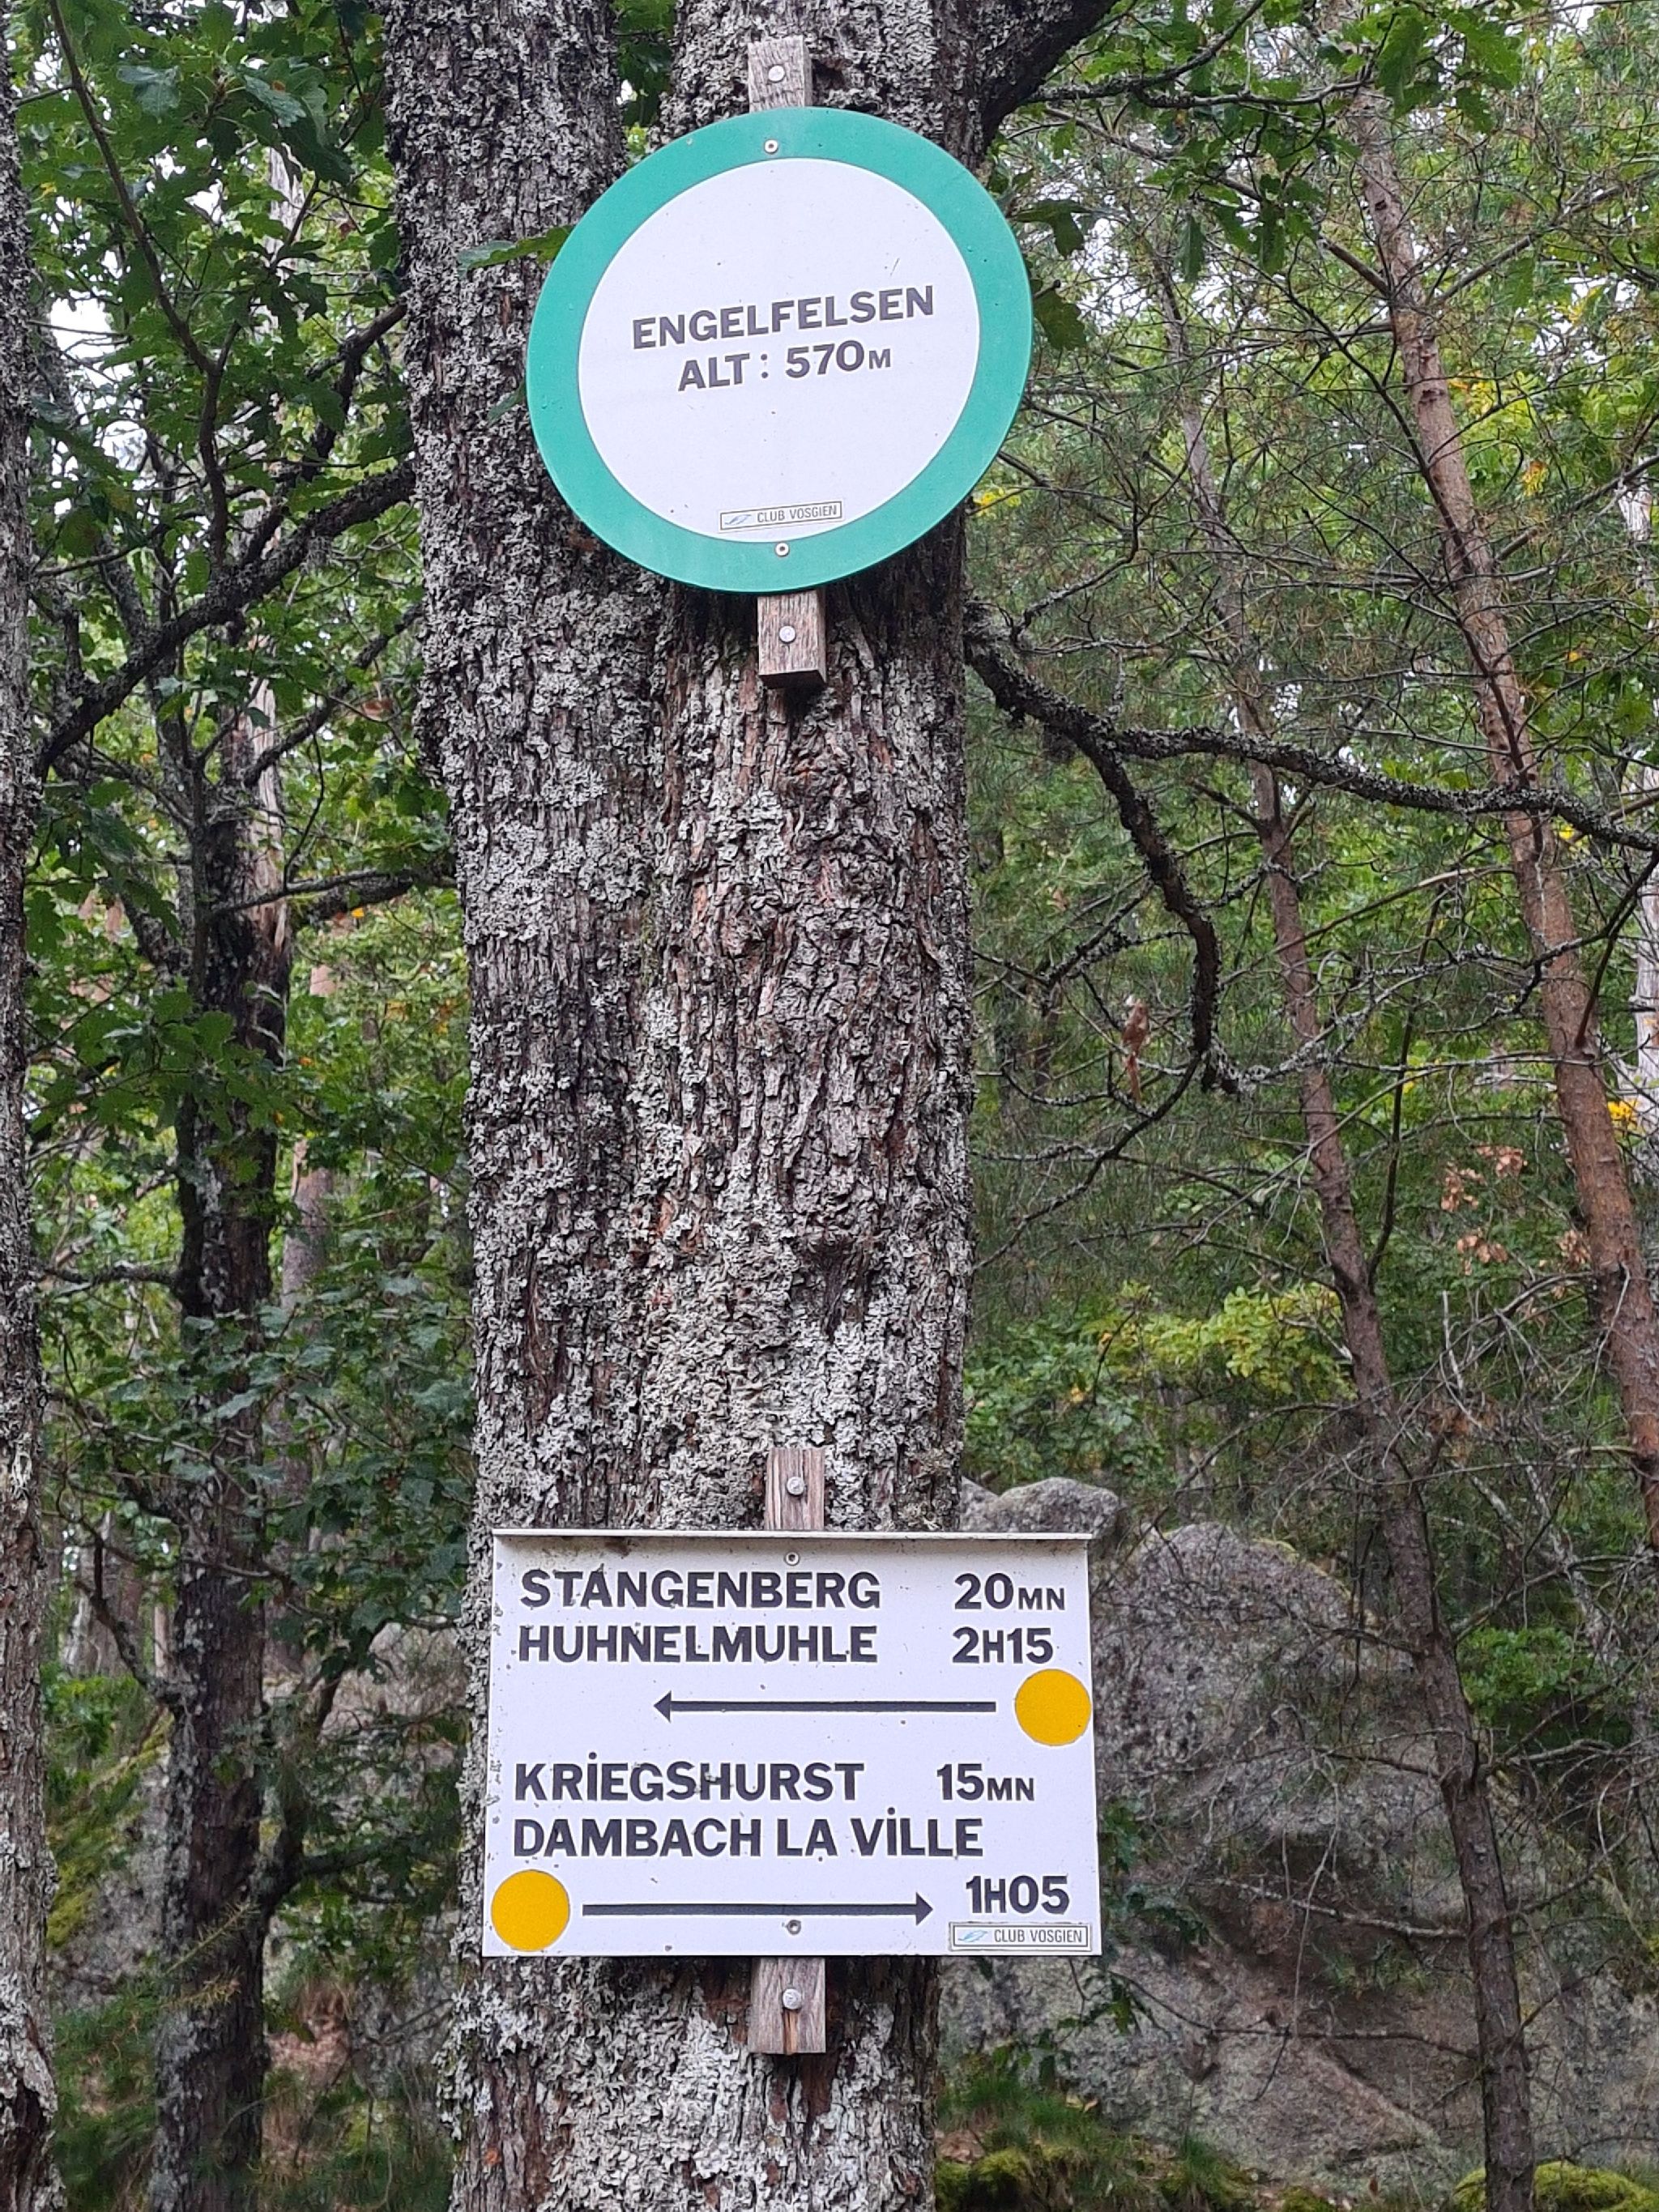 ENGELFELSEN
ALT : 570M
CLUB VOSGIEN
STANGENBERG 20MN
HUHNELMUHLE 2H15
KRiEGSHURST 15MN
DAMBACH LA ViLLE
1H05
CLUB VOSGIEN